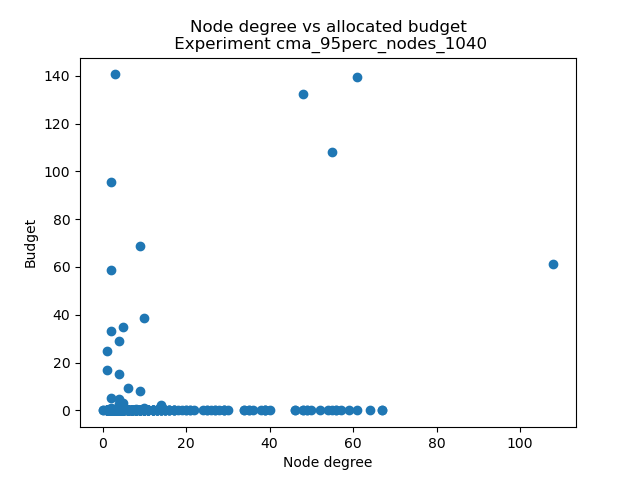 Node degree vs allocated budget
Experiment cma_95perc_nodes_1040
140
120
100
80
60
40
20
0
Budget
0 20 40 60 80 100
Node degree